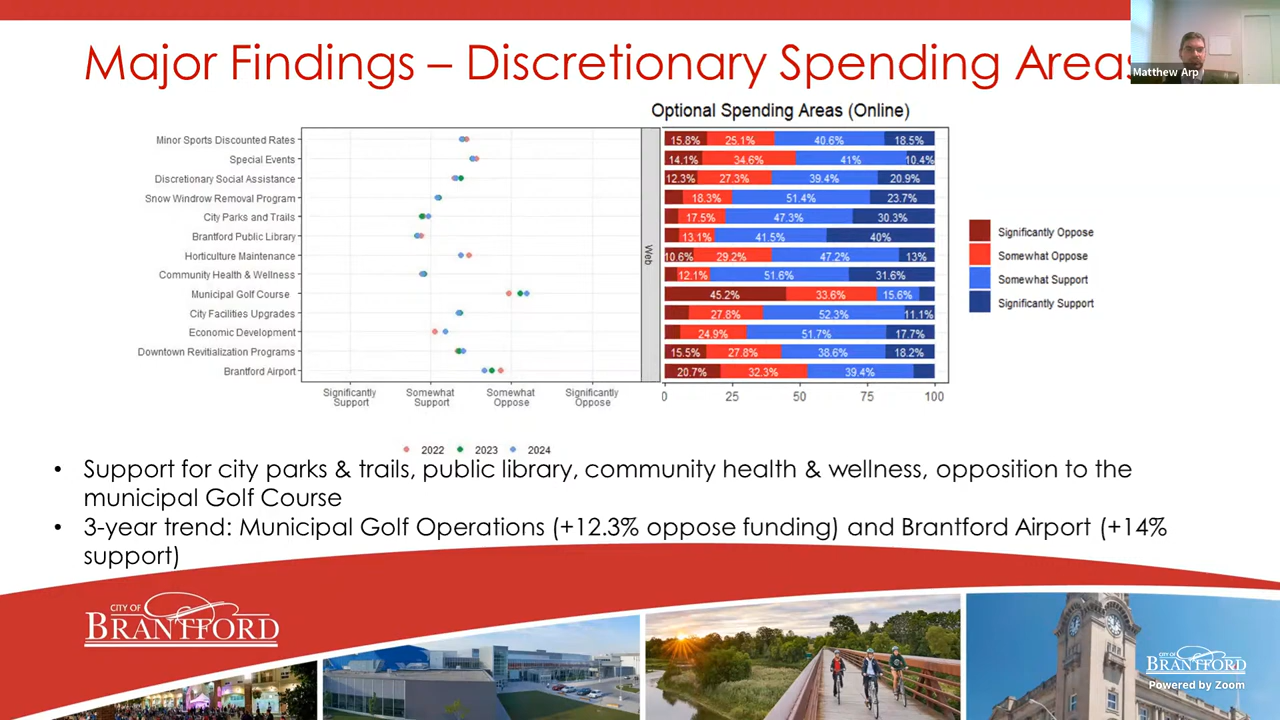 Major Findings – Discretionary Spending Areas
Matthew Arp
Optional Spending Areas (Online)
Minor Sports Discounted Rates
15.8% 25.1% 40.6% 18.5%
Special Events
14.1% 34.6% 41% 10.4%
Discretionary Social Assistance
12.3% 27.3% 39.4% 20.9%
Snow Windrow Removal Program
18.3% 51.4% 23.7%
City Parks and Trails
17.5% 47.3% 30.3%
Brantford Public Library
13.1% 41.5% 40%
Horticulture Maintenance
10.6% 29.2% 47.2% 13%
Community Health & Wellness
12.1% 51.6% 31.6%
Municipal Golf Course
45.2% 33.6% 15.6%
City Facilities Upgrades
27.8% 52.3% 11.1%
Economic Development
24.9% 51.7% 17.7%
Downtown Revitilization Programs
15.5% 27.8% 38.6% 18.2%
Brantford Airport
20.7% 32.3% 39.4%
Web
Significantly Oppose
Somewhat Oppose
Somewhat Support
Significantly Support
Significantly Support
Somewhat Support
Somewhat Oppose
Significantly Oppose
0 25 50 75 100
2022 2023 2024
• Support for city parks & trails, public library, community health & wellness, opposition to the
municipal Golf Course
• 3-year trend: Municipal Golf Operations (+12.3% oppose funding) and Brantford Airport (+14%
support)
CITY OF
BRANTFORD
CITY OF
BRANTFORD
Powered by Zoom